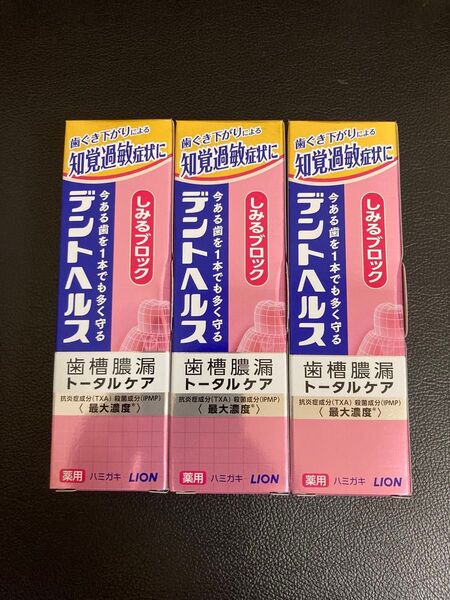 歯ぐき下がりによる
知覚過敏症状に
デントヘルス
今ある歯を1本でも多く守る
しみるブロック
歯槽膿漏
トータルケア
抗炎症成分(TXA) 殺菌成分(IPMP)
〈最大濃度※〉
薬用 ハミガキ LION
歯ぐき下がりによる
知覚過敏症状に
デントヘルス
今ある歯を1本でも多く守る
しみるブロック
歯槽膿漏
トータルケア
抗炎症成分(TXA) 殺菌成分(IPMP)
〈最大濃度※〉
薬用 ハミガキ LION
歯ぐき下がりによる
知覚過敏症状に
デントヘルス
今ある歯を1本でも多く守る
しみるブロック
歯槽膿漏
トータルケア
抗炎症成分(TXA) 殺菌成分(IPMP)
〈最大濃度※〉
薬用 ハミガキ LION